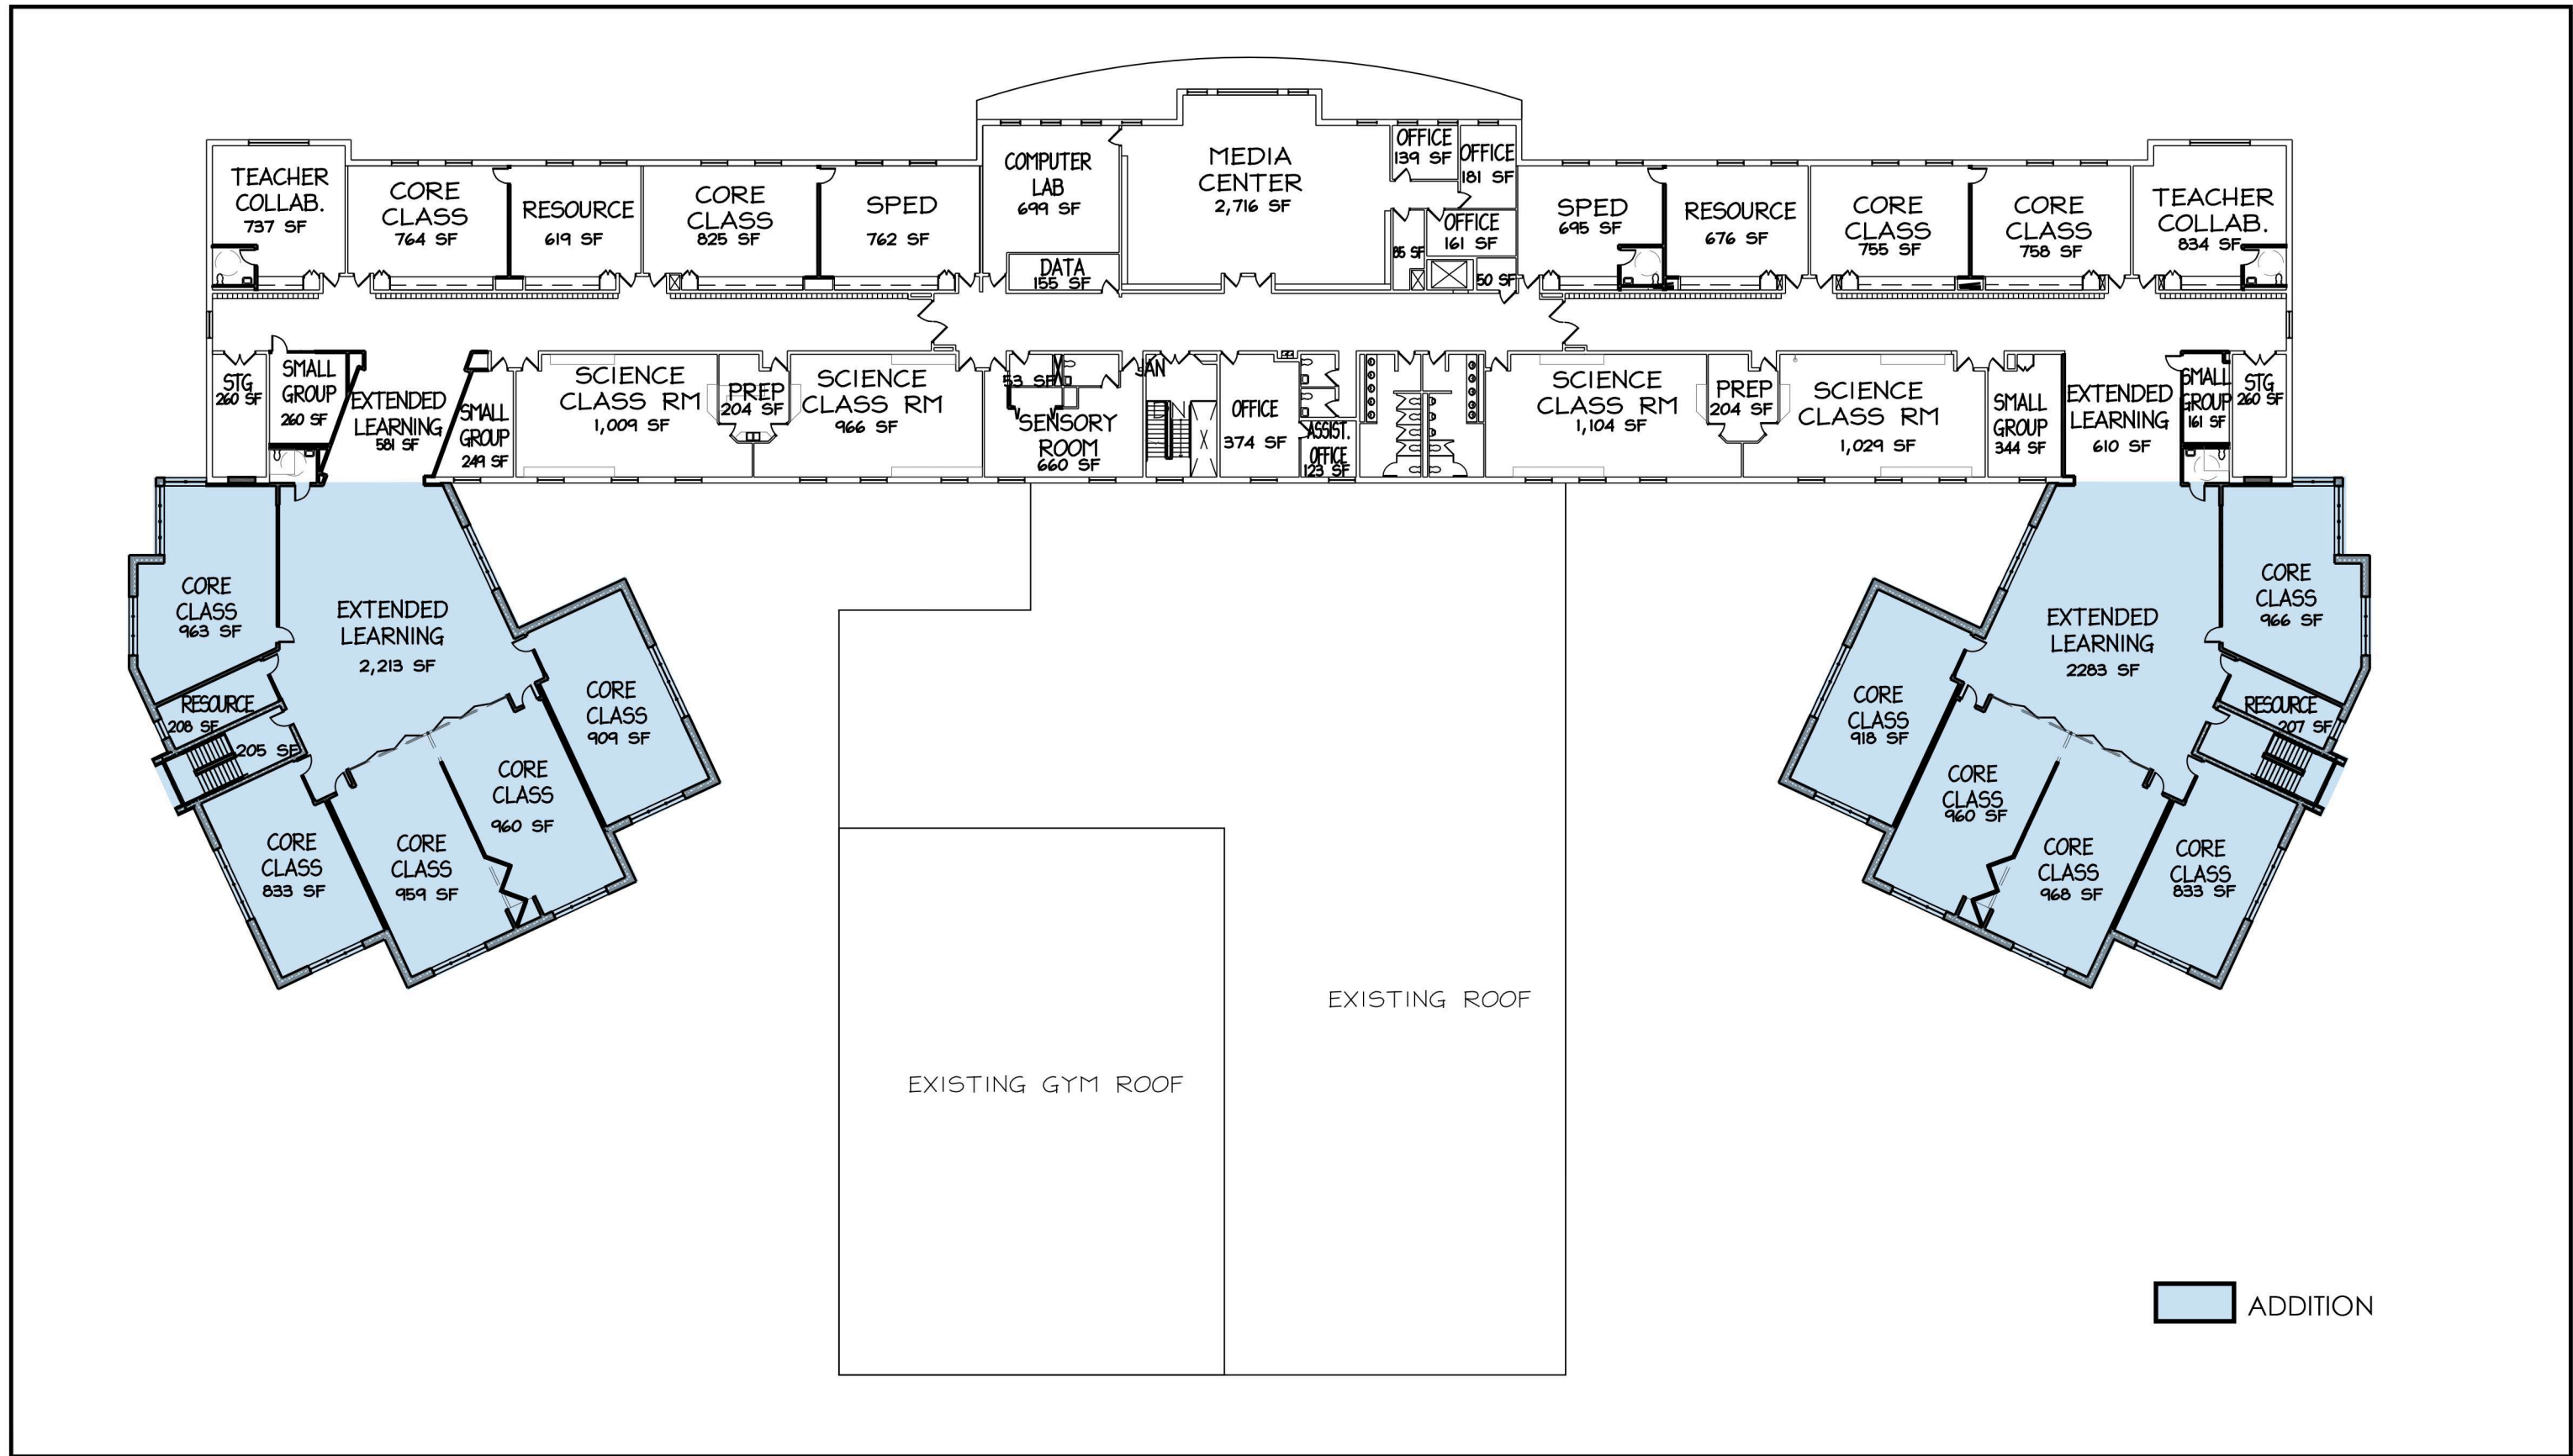 TEACHER
COLLAB.
737 SF
CORE
CLASS
764 SF
RESOURCE
619 SF
CORE
CLASS
825 SF
SPED
762 SF
COMPUTER
LAB
699 SF
DATA
155 SF
MEDIA
CENTER
2,716 SF
OFFICE
139 SF
OFFICE
181 SF
OFFICE
161 SF
85 SF
50 SF
SPED
695 SF
RESOURCE
676 SF
CORE
CLASS
755 SF
CORE
CLASS
758 SF
TEACHER
COLLAB.
834 SF
STG
260 SF
SMALL
GROUP
260 SF
EXTENDED
LEARNING
581 SF
SMALL
GROUP
249 SF
SCIENCE
CLASS RM
1,009 SF
PREP
204 SF
SCIENCE
CLASS RM
966 SF
53 SF
SENSORY
ROOM
660 SF
JAN
OFFICE
374 SF
ASSIST.
OFFICE
123 SF
SCIENCE
CLASS RM
1,104 SF
PREP
204 SF
SCIENCE
CLASS RM
1,029 SF
SMALL
GROUP
344 SF
EXTENDED
LEARNING
610 SF
SMALL
GROUP
161 SF
STG
260 SF
CORE
CLASS
963 SF
EXTENDED
LEARNING
2,213 SF
RESOURCE
208 SF
205 SF
CORE
CLASS
909 SF
CORE
CLASS
960 SF
CORE
CLASS
959 SF
CORE
CLASS
833 SF
EXTENDED
LEARNING
2283 SF
CORE
CLASS
966 SF
RESOURCE
207 SF
CORE
CLASS
918 SF
CORE
CLASS
960 SF
CORE
CLASS
968 SF
CORE
CLASS
833 SF
EXISTING ROOF
EXISTING GYM ROOF
ADDITION